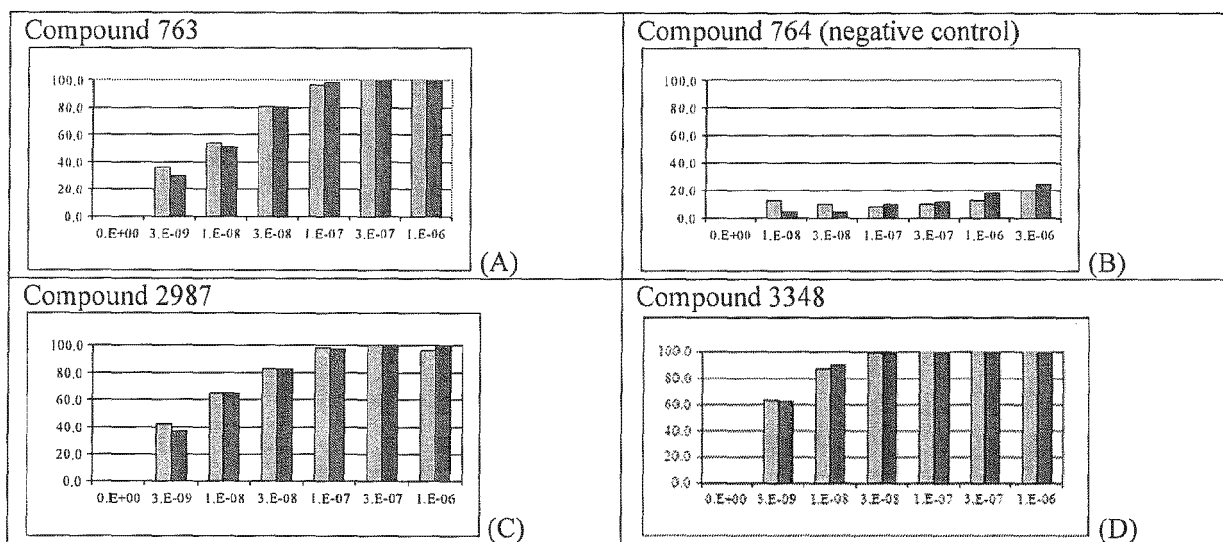 Compound 763
100,0
80,0
60,0
40,0
20,0
0,0
0.E+00 3.E-09 1.E-08 3.E-08 1.E-07 3.E-07 1.E-06
(A)
Compound 764 (negative control)
100,0
80,0
60,0
40,0
20,0
0,0
0.E+00 1.E-08 3.E-08 1.E-07 3.E-07 1.E-06 3.E-06
(B)
Compound 2987
100,0
80,0
60,0
40,0
20,0
0,0
0.E+00 3.E-09 1.E-08 3.E-08 1.E-07 3.E-07 1.E-06
(C)
Compound 3348
100,0
80,0
60,0
40,0
20,0
0,0
0.E+00 3.E-09 1.E-08 3.E-08 1.E-07 3.E-07 1.E-06
(D)